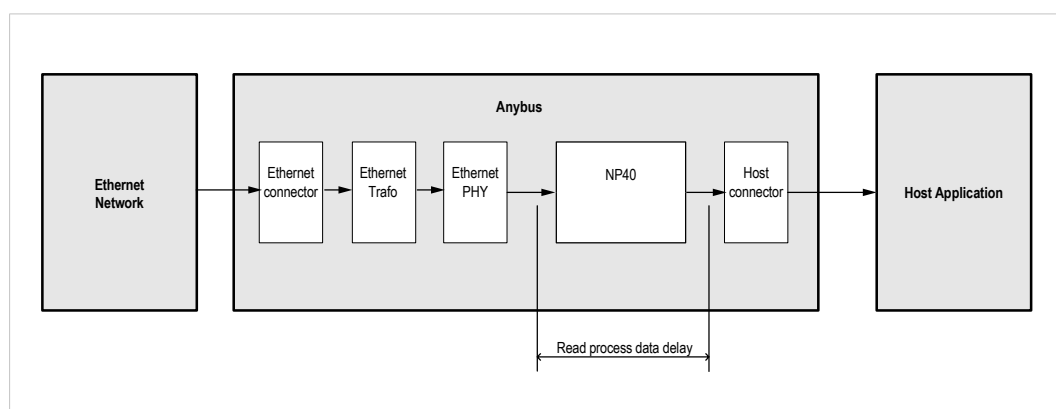 Anybus
Ethernet
Network
Ethernet
connector
Ethernet
Trafo
Ethernet
PHY
NP40
Host
connector
Host Application
Read process data delay